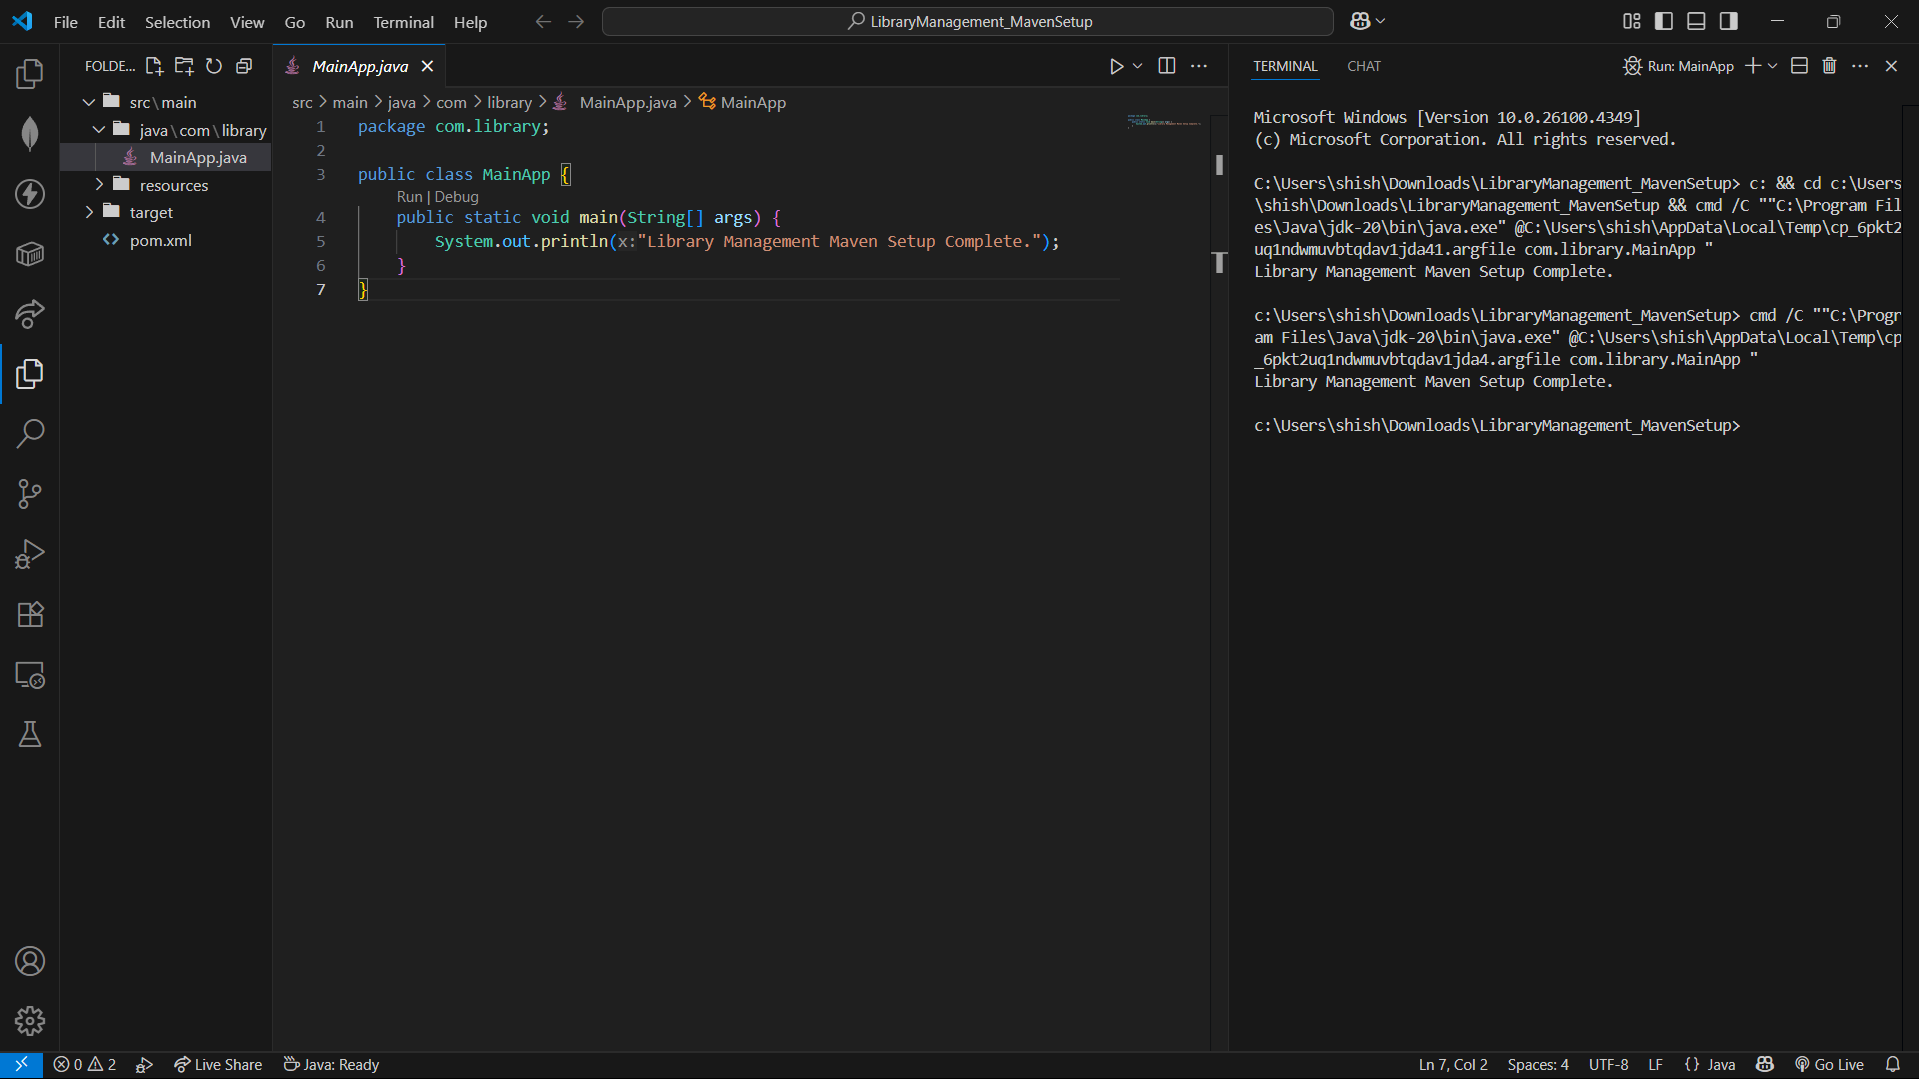 File Edit Selection View Go Run Terminal Help
LibraryManagement_MavenSetup
FOLDE...
src\main
java\com\library
MainApp.java
resources
target
pom.xml
MainApp.java
src > main > java > com > library > MainApp.java > MainApp
1 package com.library;
2
3 public class MainApp {
Run | Debug
4 public static void main(String[] args) {
5 System.out.println(x:"Library Management Maven Setup Complete.");
6 }
7 }
TERMINAL CHAT
Run: MainApp
Microsoft Windows [Version 10.0.26100.4349]
(c) Microsoft Corporation. All rights reserved.
C:\Users\shish\Downloads\LibraryManagement_MavenSetup> c: && cd c:\Users
\shish\Downloads\LibraryManagement_MavenSetup && cmd /C ""C:\Program Fil
es\Java\jdk-20\bin\java.exe" @C:\Users\shish\AppData\Local\Temp\cp_6pkt2
uq1ndwmuvbtqdav1jda41.argfile com.library.MainApp "
Library Management Maven Setup Complete.
c:\Users\shish\Downloads\LibraryManagement_MavenSetup> cmd /C ""C:\Progr
am Files\Java\jdk-20\bin\java.exe" @C:\Users\shish\AppData\Local\Temp\cp
_6pkt2uq1ndwmuvbtqdav1jda4.argfile com.library.MainApp "
Library Management Maven Setup Complete.
c:\Users\shish\Downloads\LibraryManagement_MavenSetup>
0 2 Live Share Java: Ready
Ln 7, Col 2 Spaces: 4 UTF-8 LF {} Java Go Live